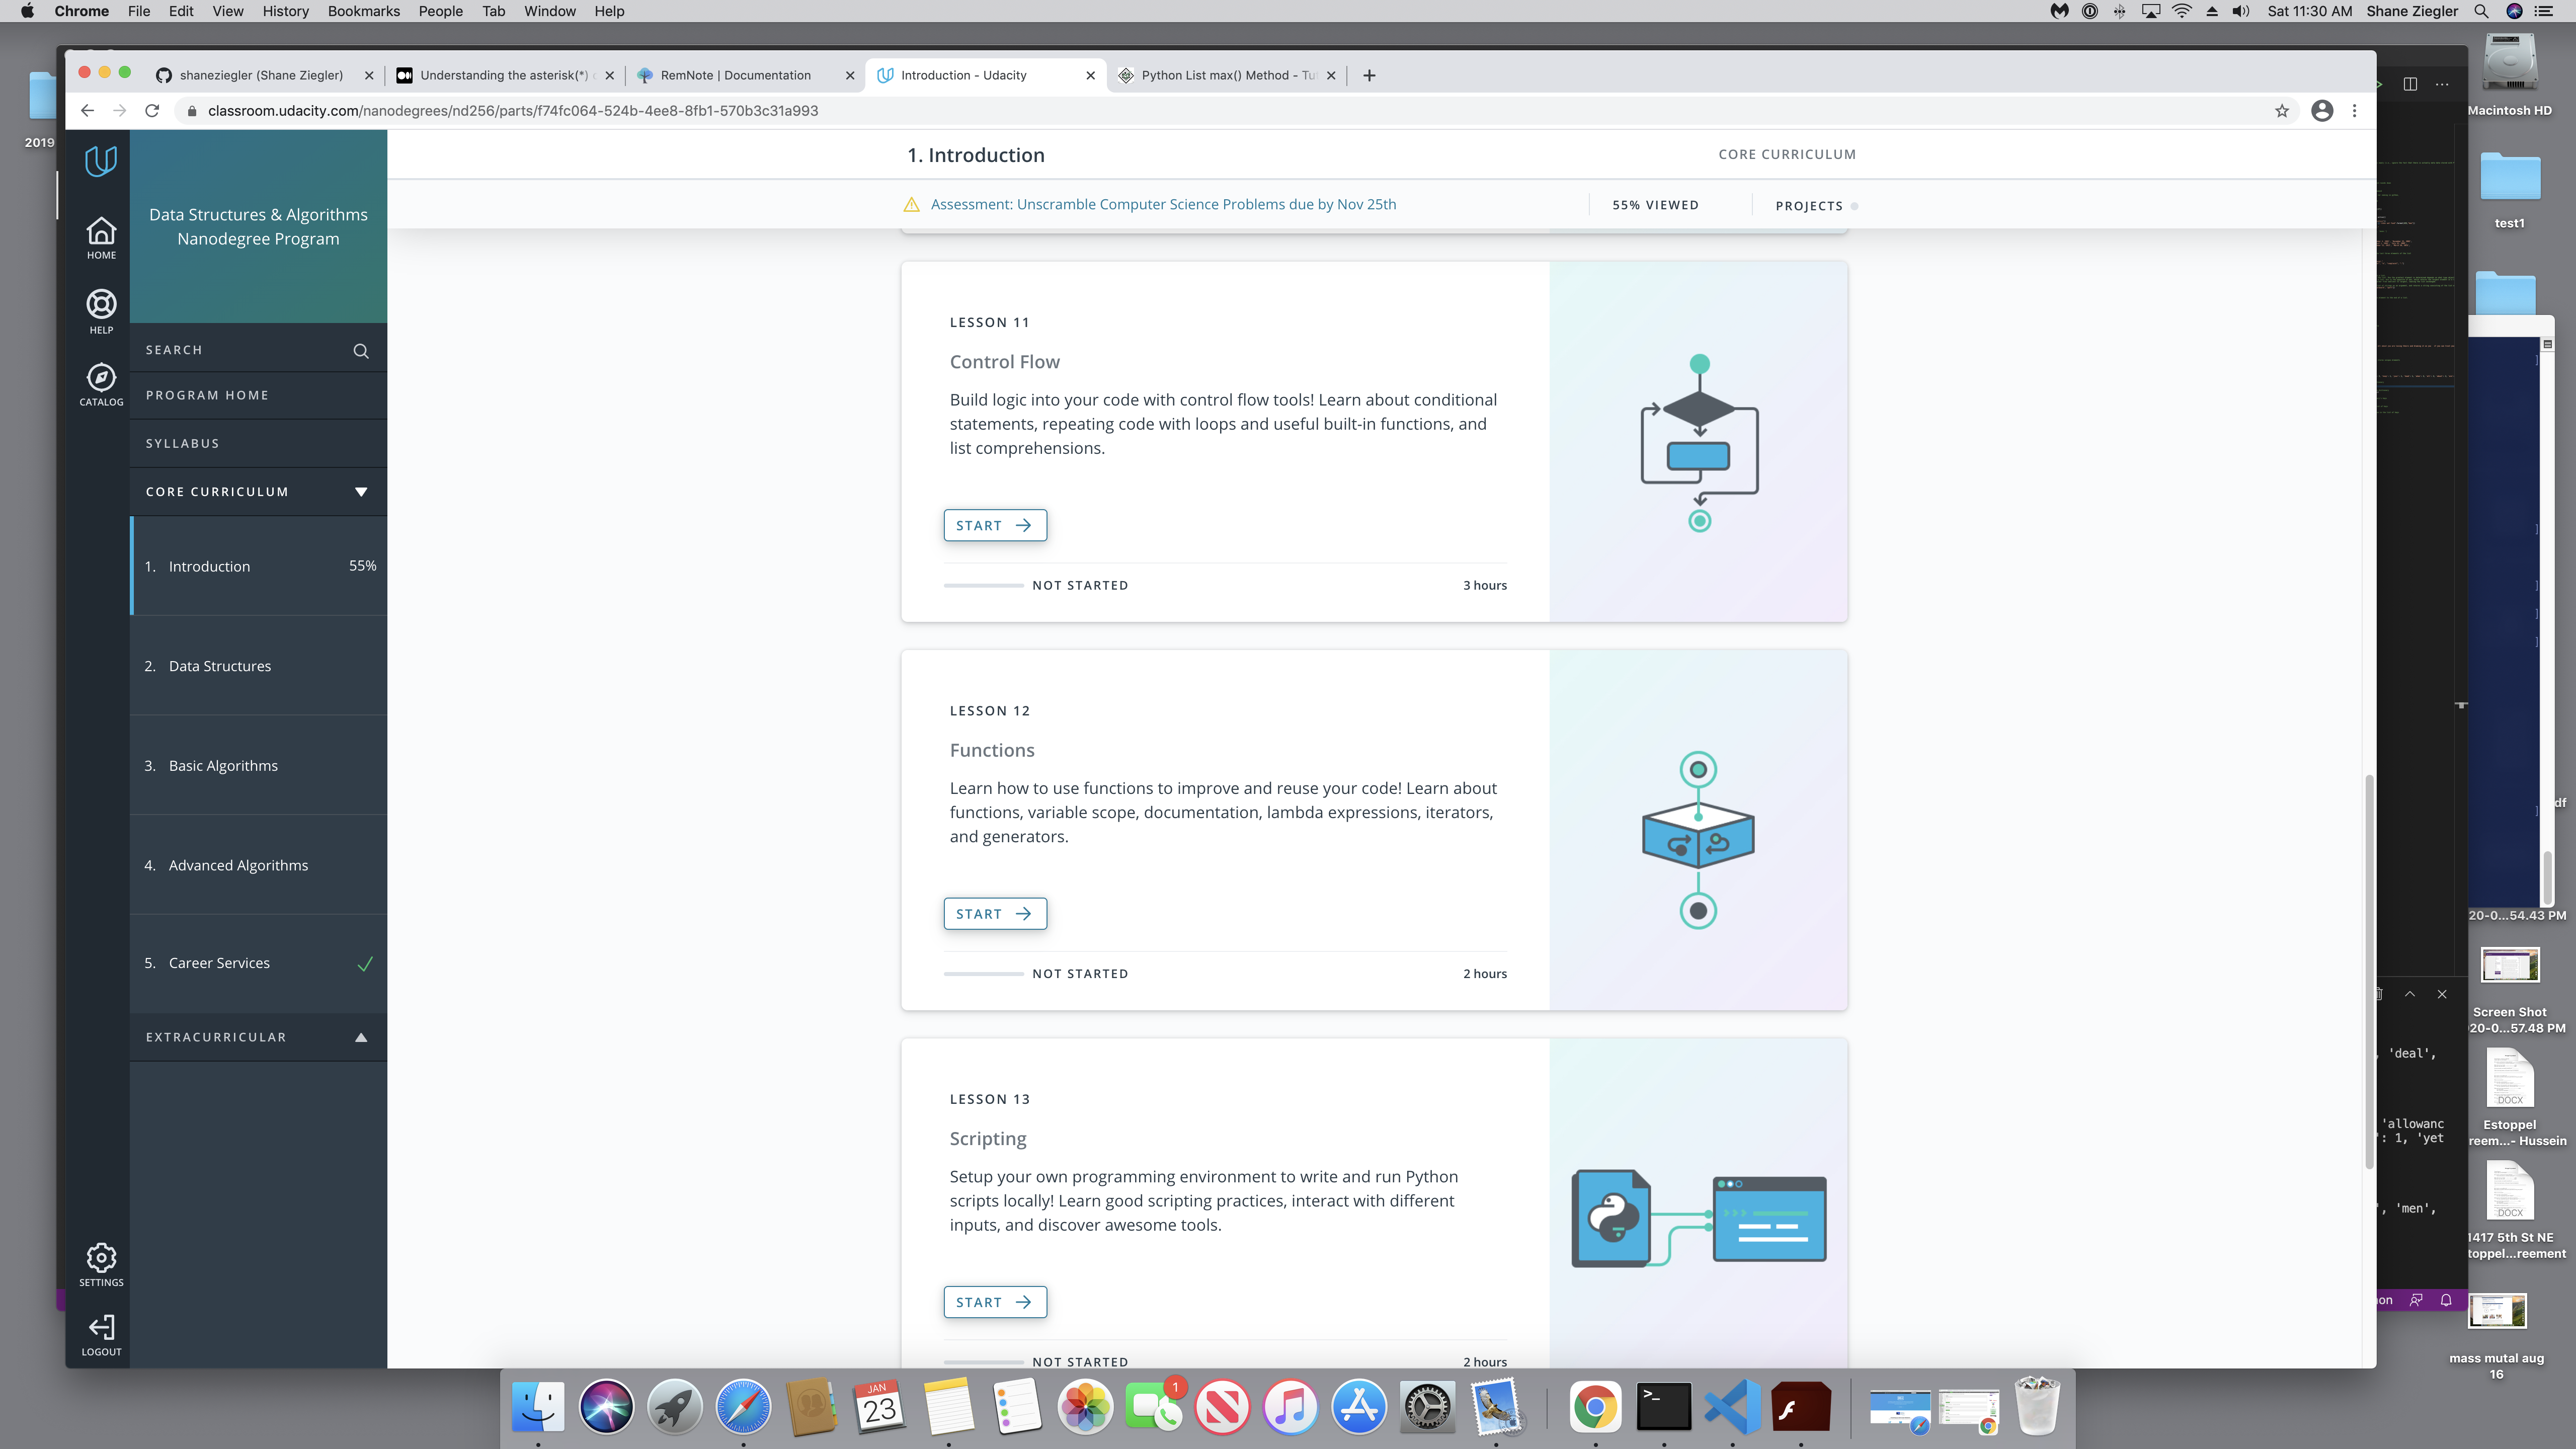 Chrome File Edit View History Bookmarks People Tab Window Help
Sat 11:30 AM Shane Ziegler
shaneziegler (Shane Ziegler)
Understanding the asterisk(*)
RemNote | Documentation
Introduction - Udacity
Python List max() Method - Tu
classroom.udacity.com/nanodegrees/nd256/parts/f74fc064-524b-4ee8-8fb1-570b3c31a993
HOME
HELP
CATALOG
SETTINGS
LOGOUT
Data Structures & Algorithms
Nanodegree Program
SEARCH
PROGRAM HOME
SYLLABUS
CORE CURRICULUM
1. Introduction 55%
2. Data Structures
3. Basic Algorithms
4. Advanced Algorithms
5. Career Services
EXTRACURRICULAR
1. Introduction
CORE CURRICULUM
Assessment: Unscramble Computer Science Problems due by Nov 25th
55% VIEWED
PROJECTS
LESSON 11
Control Flow
Build logic into your code with control flow tools! Learn about conditional
statements, repeating code with loops and useful built-in functions, and
list comprehensions.
START
NOT STARTED 3 hours
LESSON 12
Functions
Learn how to use functions to improve and reuse your code! Learn about
functions, variable scope, documentation, lambda expressions, iterators,
and generators.
START
NOT STARTED 2 hours
LESSON 13
Scripting
Setup your own programming environment to write and run Python
scripts locally! Learn good scripting practices, interact with different
inputs, and discover awesome tools.
START
NOT STARTED 2 hours
2019
Macintosh HD
test1
df
20-0...54.43 PM
Screen Shot
20-0...57.48 PM
, 'deal',
'allowanc
': 1, 'yet
', 'men',
on
DOCX
Estoppel
reem...- Hussein
DOCX
1417 5th St NE
toppel...reement
mass mutal aug
16
JAN
23
1